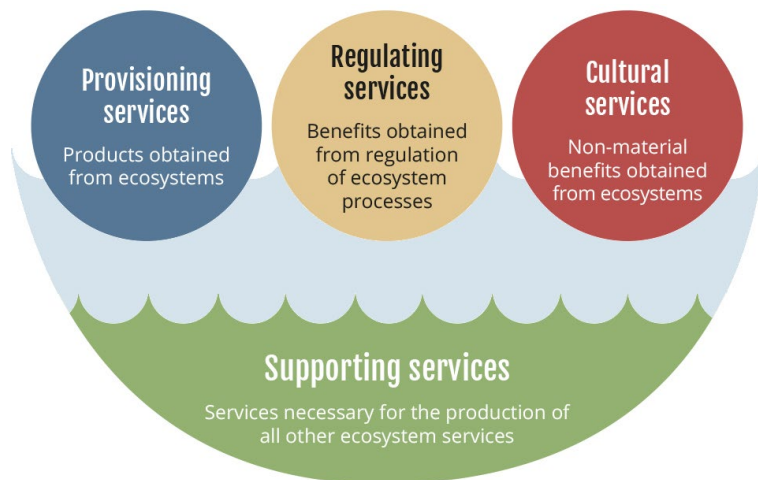 Provisioning
services
Products obtained
from ecosystems
Regulating
services
Benefits obtained
from regulation
of ecosystem
processes
Cultural
services
Non-material
benefits obtained
from ecosystems
Supporting services
Services necessary for the production of
all other ecosystem services